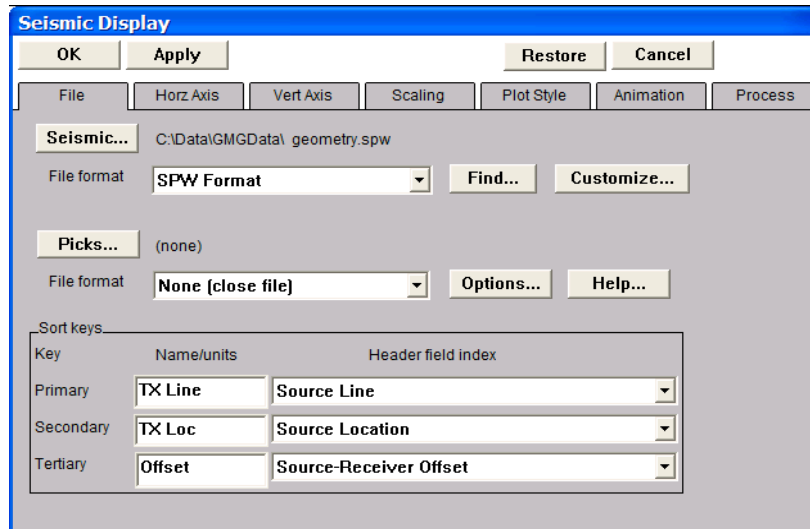 Seismic Display
OK Apply Restore Cancel
File Horz Axis Vert Axis Scaling Plot Style Animation Process
Seismic... C:\Data\GMGData\ geometry.spw
File format SPW Format Find... Customize...
Picks... (none)
File format None (close file) Options... Help...
Sort keys
Key Name/units Header field index
Primary TX Line Source Line
Secondary TX Loc Source Location
Tertiary Offset Source-Receiver Offset